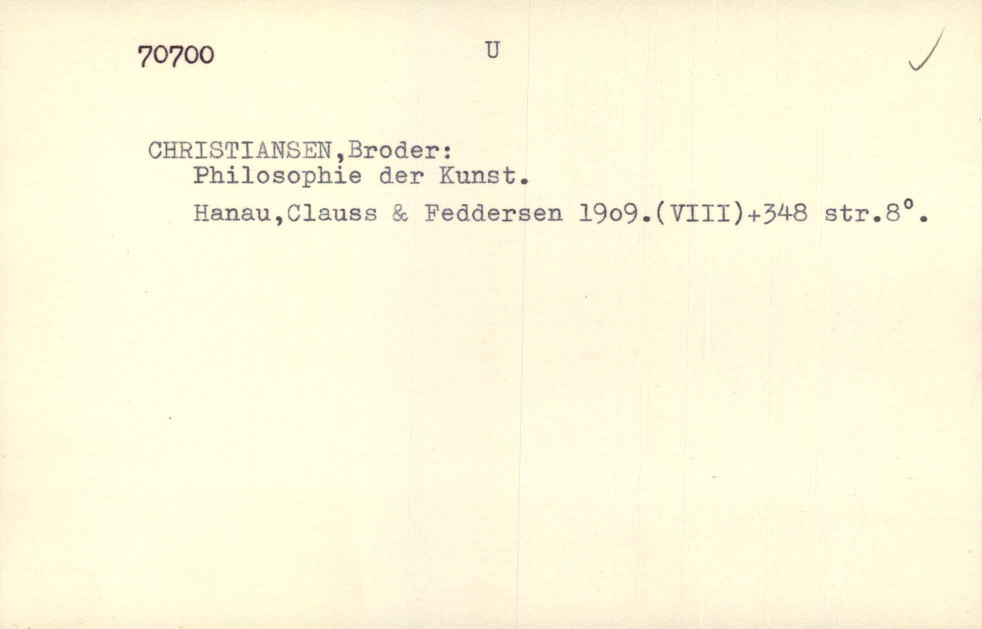 70700 U
CHRISTIANSEN,Broder:
Philosophie der Kunst.
Hanau,Clauss & Feddersen 19o9.(VIII)+348 str.8°.